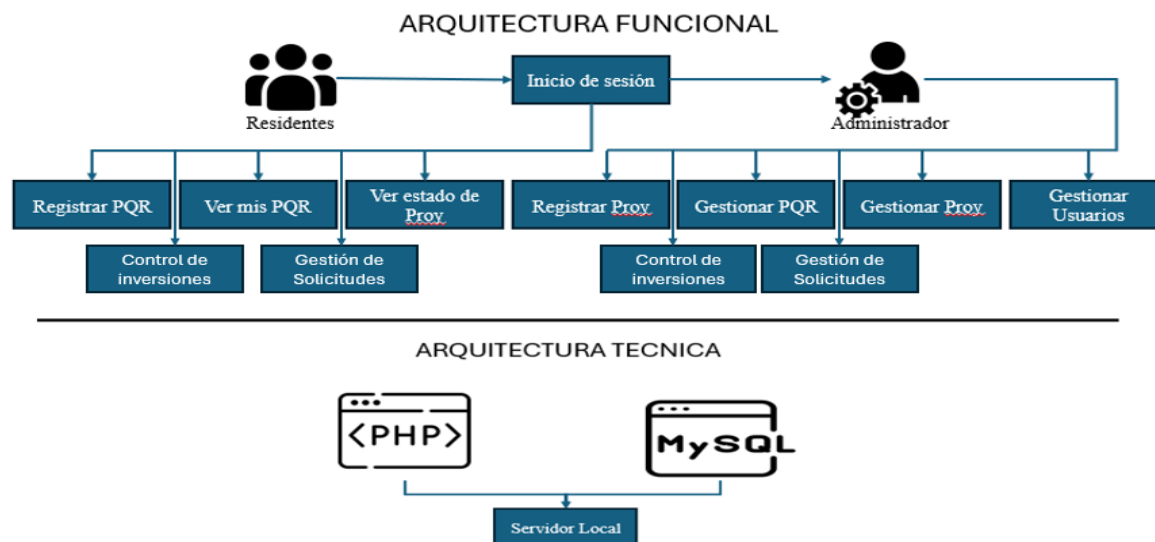 ARQUITECTURA FUNCIONAL
Inicio de sesión
Residentes
Administrador
Registrar PQR
Ver mis PQR
Ver estado de
Proy
Registrar Proy
Gestionar PQR
Gestionar Proy
Gestionar
Usuarios
Control de
inversiones
Gestión de
Solicitudes
Control de
inversiones
Gestión de
Solicitudes
ARQUITECTURA TECNICA
<PHP>
MySQL
Servidor Local